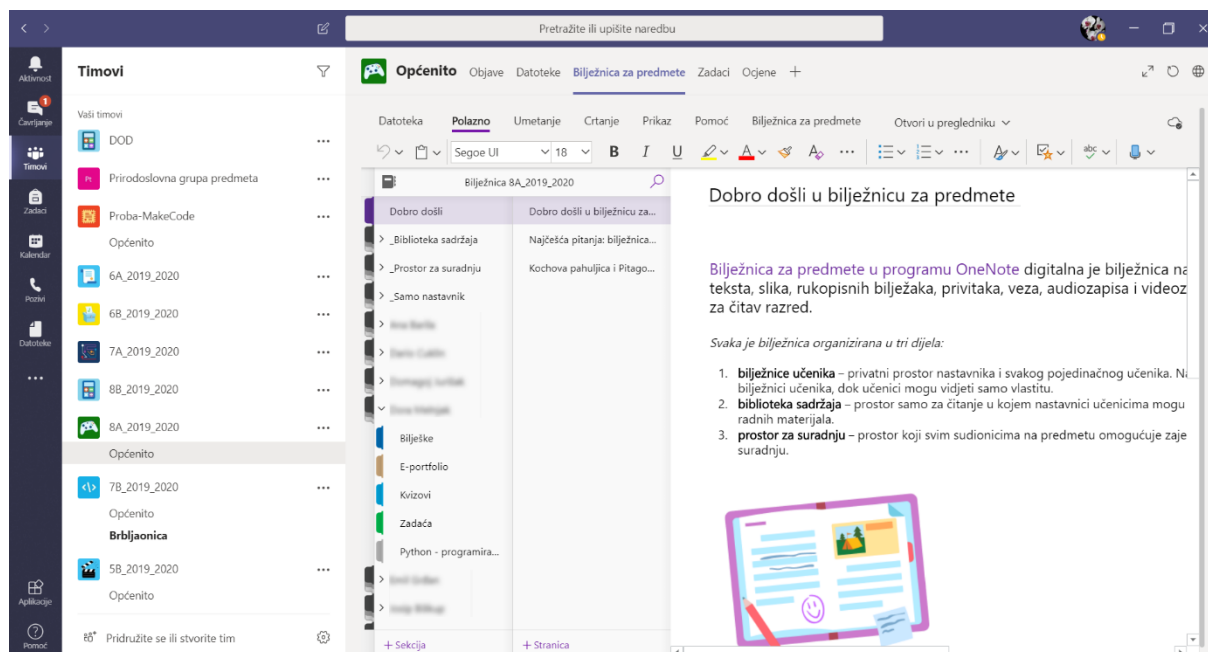 Pretražite ili upišite naredbu
Aktivnost
1
Čavrljanje
Timovi
Zadaci
Kalendar
Pozivi
Datoteke
Aplikacije
Pomoć
Timovi
Vaši timovi
DOD
Pt
Prirodoslovna grupa predmeta
Proba-MakeCode
Općenito
6A_2019_2020
6B_2019_2020
7A_2019_2020
8B_2019_2020
8A_2019_2020
Općenito
7B_2019_2020
Općenito
Brbljaonica
5B_2019_2020
Općenito
Pridružite se ili stvorite tim
Općenito Objave Datoteke Bilježnica za predmete Zadaci Ocjene +
Datoteka Polazno Umetanje Crtanje Prikaz Pomoć Bilježnica za predmete Otvori u pregledniku
Segoe UI 18 B I U A A abc
Bilježnica 8A_2019_2020
Dobro došli
_Biblioteka sadržaja
_Prostor za suradnju
_Samo nastavnik
Bilješke
E-portfolio
Kvizovi
Zadaća
Python - programira...
+ Sekcija
Dobro došli u bilježnicu za...
Najčešća pitanja: bilježnica...
Kochova pahuljica i Pitago...
+ Stranica
Dobro došli u bilježnicu za predmete
Bilježnica za predmete u programu OneNote digitalna je bilježnica na
teksta, slika, rukopisnih bilježaka, privitaka, veza, audiozapisa i videoz
za čitav razred.
Svaka je bilježnica organizirana u tri dijela:
1. bilježnice učenika – privatni prostor nastavnika i svakog pojedinačnog učenika. Na
bilježnici učenika, dok učenici mogu vidjeti samo vlastitu.
2. biblioteka sadržaja – prostor samo za čitanje u kojem nastavnici učenicima mogu
radnih materijala.
3. prostor za suradnju – prostor koji svim sudionicima na predmetu omogućuje zaje
suradnju.